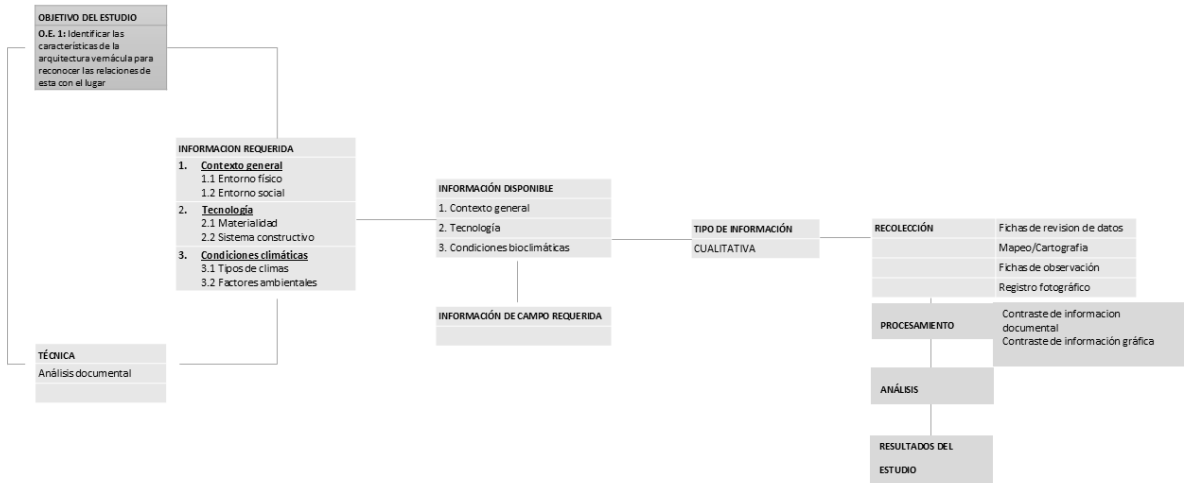 OBJETIVO DEL ESTUDIO
O.E. 1: Identificar las
características de la
arquitectura vernácula para
reconocer las relaciones de
esta con el lugar
INFORMACION REQUERIDA
1. Contexto general
1.1 Entorno físico
1.2 Entorno social
2. Tecnología
2.1 Materialidad
2.2 Sistema constructivo
3. Condiciones climáticas
3.1 Tipos de climas
3.2 Factores ambientales
TÉCNICA
Análisis documental
INFORMACIÓN DISPONIBLE
1. Contexto general
2. Tecnología
3. Condiciones bioclimáticas
INFORMACIÓN DE CAMPO REQUERIDA
TIPO DE INFORMACIÓN
CUALITATIVA
RECOLECCIÓN
Fichas de revision de datos
Mapeo/Cartografia
Fichas de observación
Registro fotográfico
PROCESAMIENTO
Contraste de informacion
documental
Contraste de información gráfica
ANÁLISIS
RESULTADOS DEL
ESTUDIO